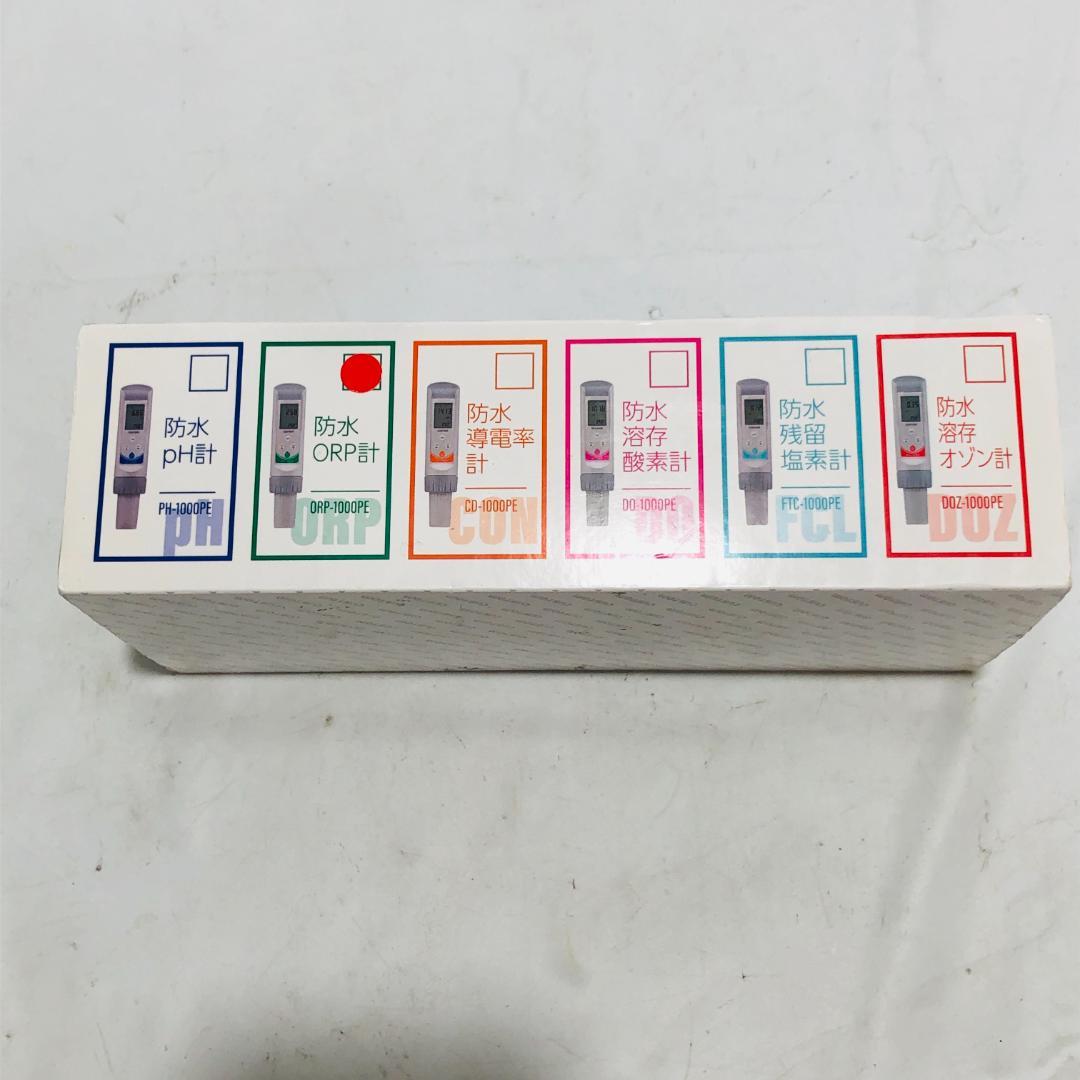 防水
pH計
PH-1000PE
pH
防水
ORP計
ORP-1000PE
ORP
防水
導電率
計
CD-1000PE
CON
防水
溶存
酸素計
DO-1000PE
DO
防水
残留
塩素計
FTC-1000PE
FCL
防水
溶存
オゾン計
DOZ-1000PE
DOZ